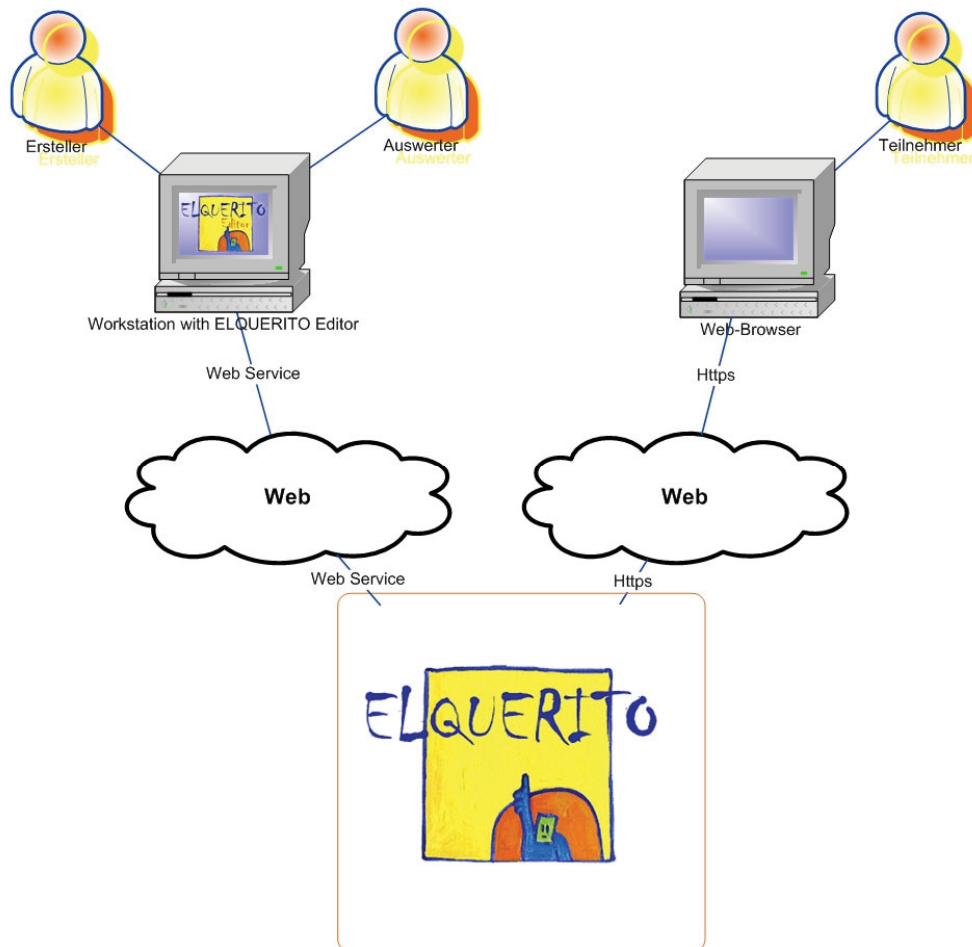 Ersteller
Ersteller
Auswerter
Auswerter
Teilnehmer
Teilnehmer
ELQUERITO
Editor
Workstation with ELQUERITO Editor
Web-Browser
Web Service
Https
Web
Web
Web Service
Https
ELQUERITO